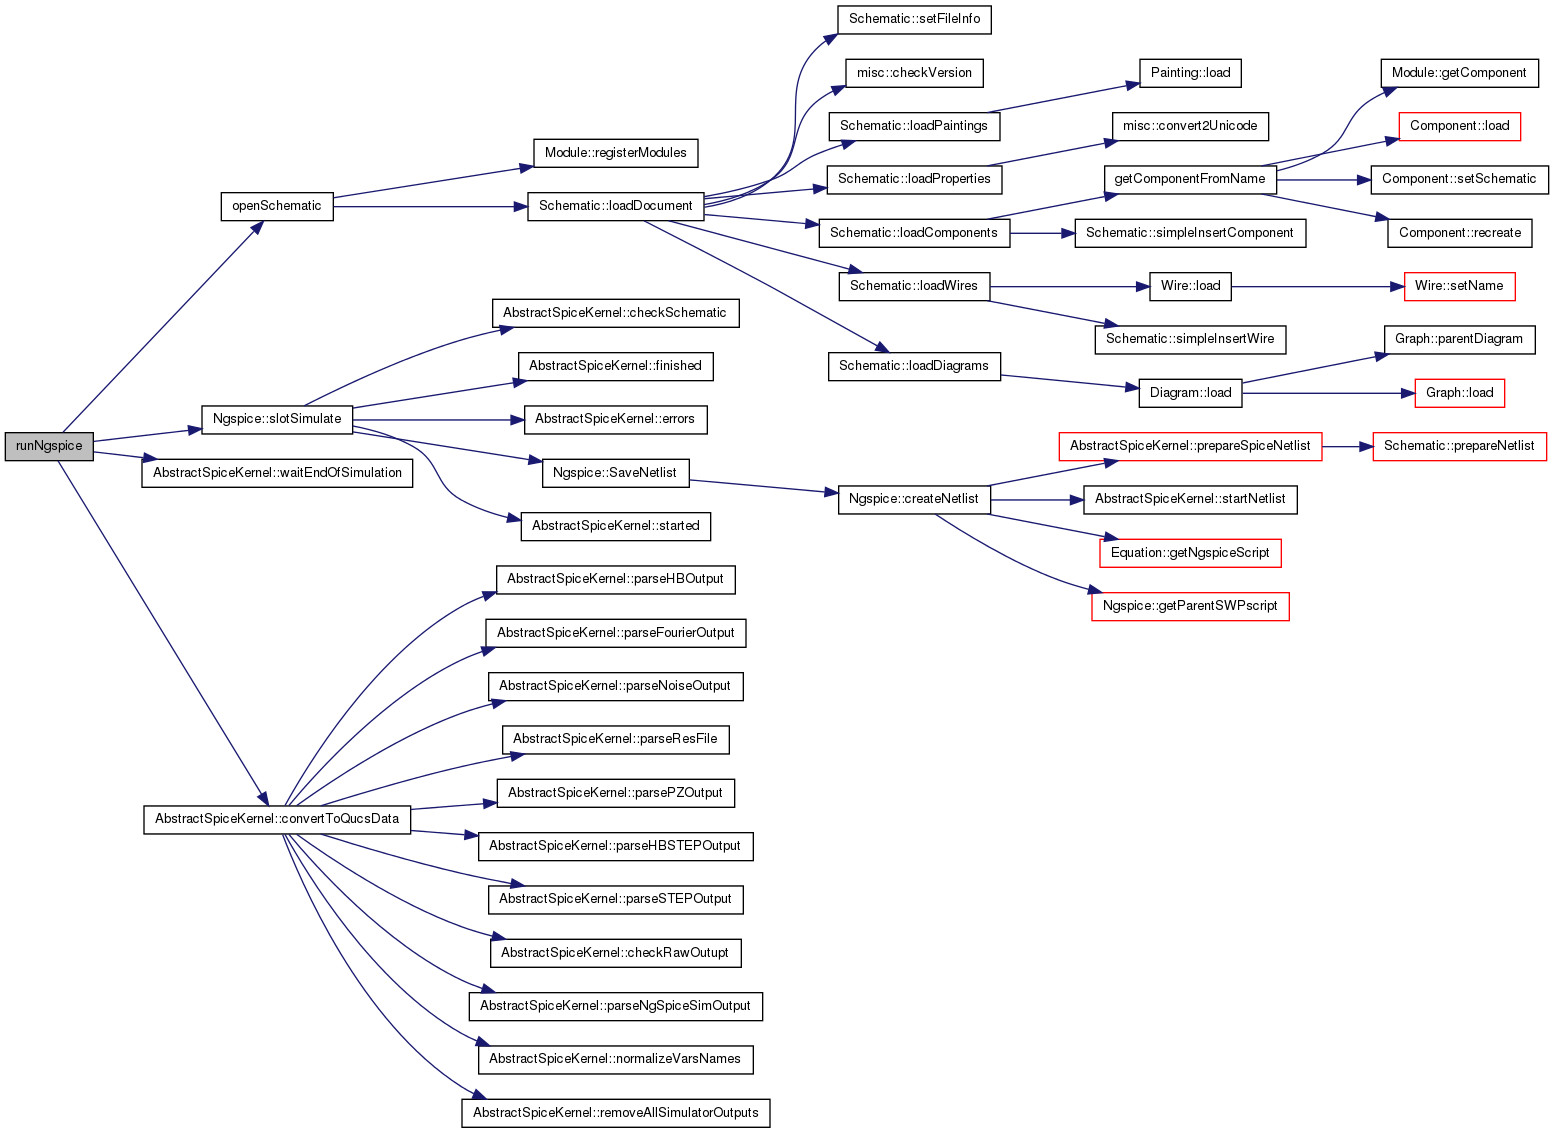 Schematic::setFileInfo
misc::checkVersion
Painting::load
Module::getComponent
Schematic::loadPaintings
misc::convert2Unicode
Component::load
Module::registerModules
Schematic::loadProperties
getComponentFromName
Component::setSchematic
openSchematic
Schematic::loadDocument
Schematic::loadComponents
Schematic::simpleInsertComponent
Component::recreate
Schematic::loadWires
Wire::load
Wire::setName
AbstractSpiceKernel::checkSchematic
Schematic::simpleInsertWire
Graph::parentDiagram
AbstractSpiceKernel::finished
Schematic::loadDiagrams
Diagram::load
Graph::load
Ngspice::slotSimulate
AbstractSpiceKernel::errors
runNgspice
AbstractSpiceKernel::prepareSpiceNetlist
Schematic::prepareNetlist
AbstractSpiceKernel::waitEndOfSimulation
Ngspice::SaveNetlist
Ngspice::createNetlist
AbstractSpiceKernel::startNetlist
AbstractSpiceKernel::started
Equation::getNgspiceScript
AbstractSpiceKernel::parseHBOutput
Ngspice::getParentSWPscript
AbstractSpiceKernel::parseFourierOutput
AbstractSpiceKernel::parseNoiseOutput
AbstractSpiceKernel::parseResFile
AbstractSpiceKernel::parsePZOutput
AbstractSpiceKernel::convertToQucsData
AbstractSpiceKernel::parseHBSTEPOutput
AbstractSpiceKernel::parseSTEPOutput
AbstractSpiceKernel::checkRawOutupt
AbstractSpiceKernel::parseNgSpiceSimOutput
AbstractSpiceKernel::normalizeVarsNames
AbstractSpiceKernel::removeAllSimulatorOutputs